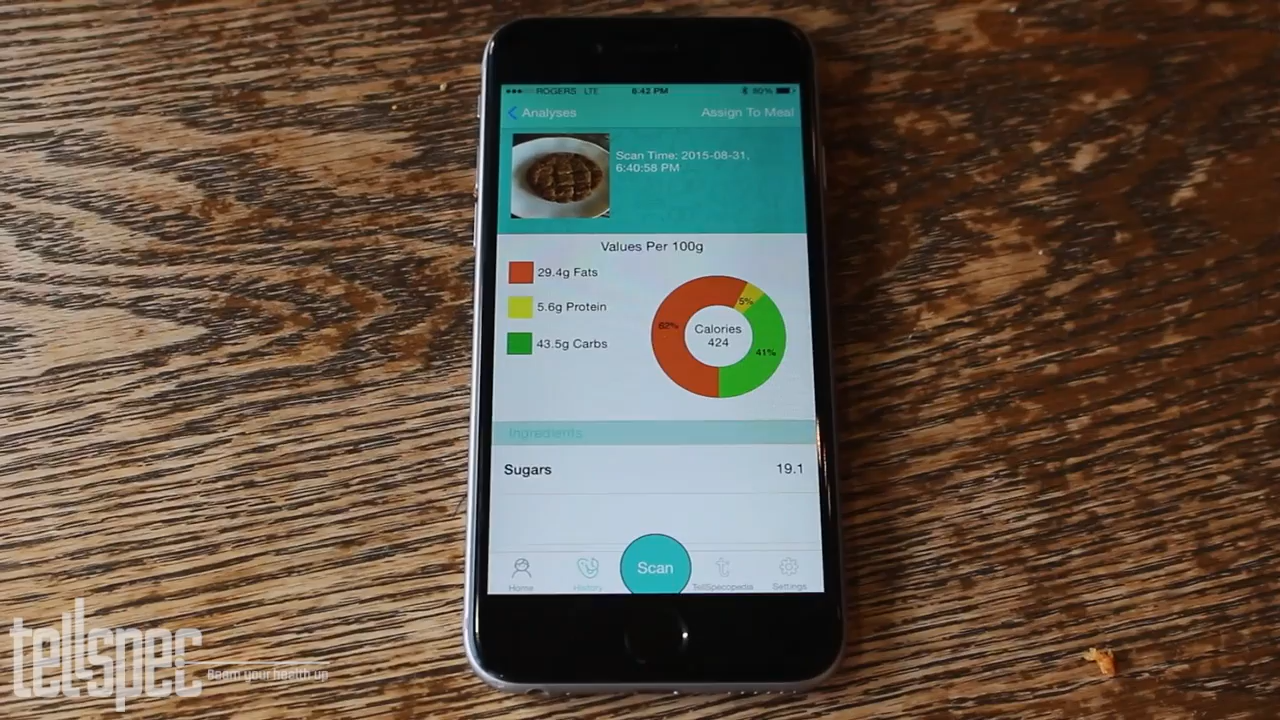 ROGERS LTE 6:42 PM 80%
Analyses Assign To Meal
Scan Time: 2015-08-31,
6:40:58 PM
Values Per 100g
29.4g Fats
5.6g Protein
43.5g Carbs
62%
5%
41%
Calories
424
Ingredients
Sugars 19.1
Scan
Home History TellSpecopedia Settings
tellspec
Beam your health up